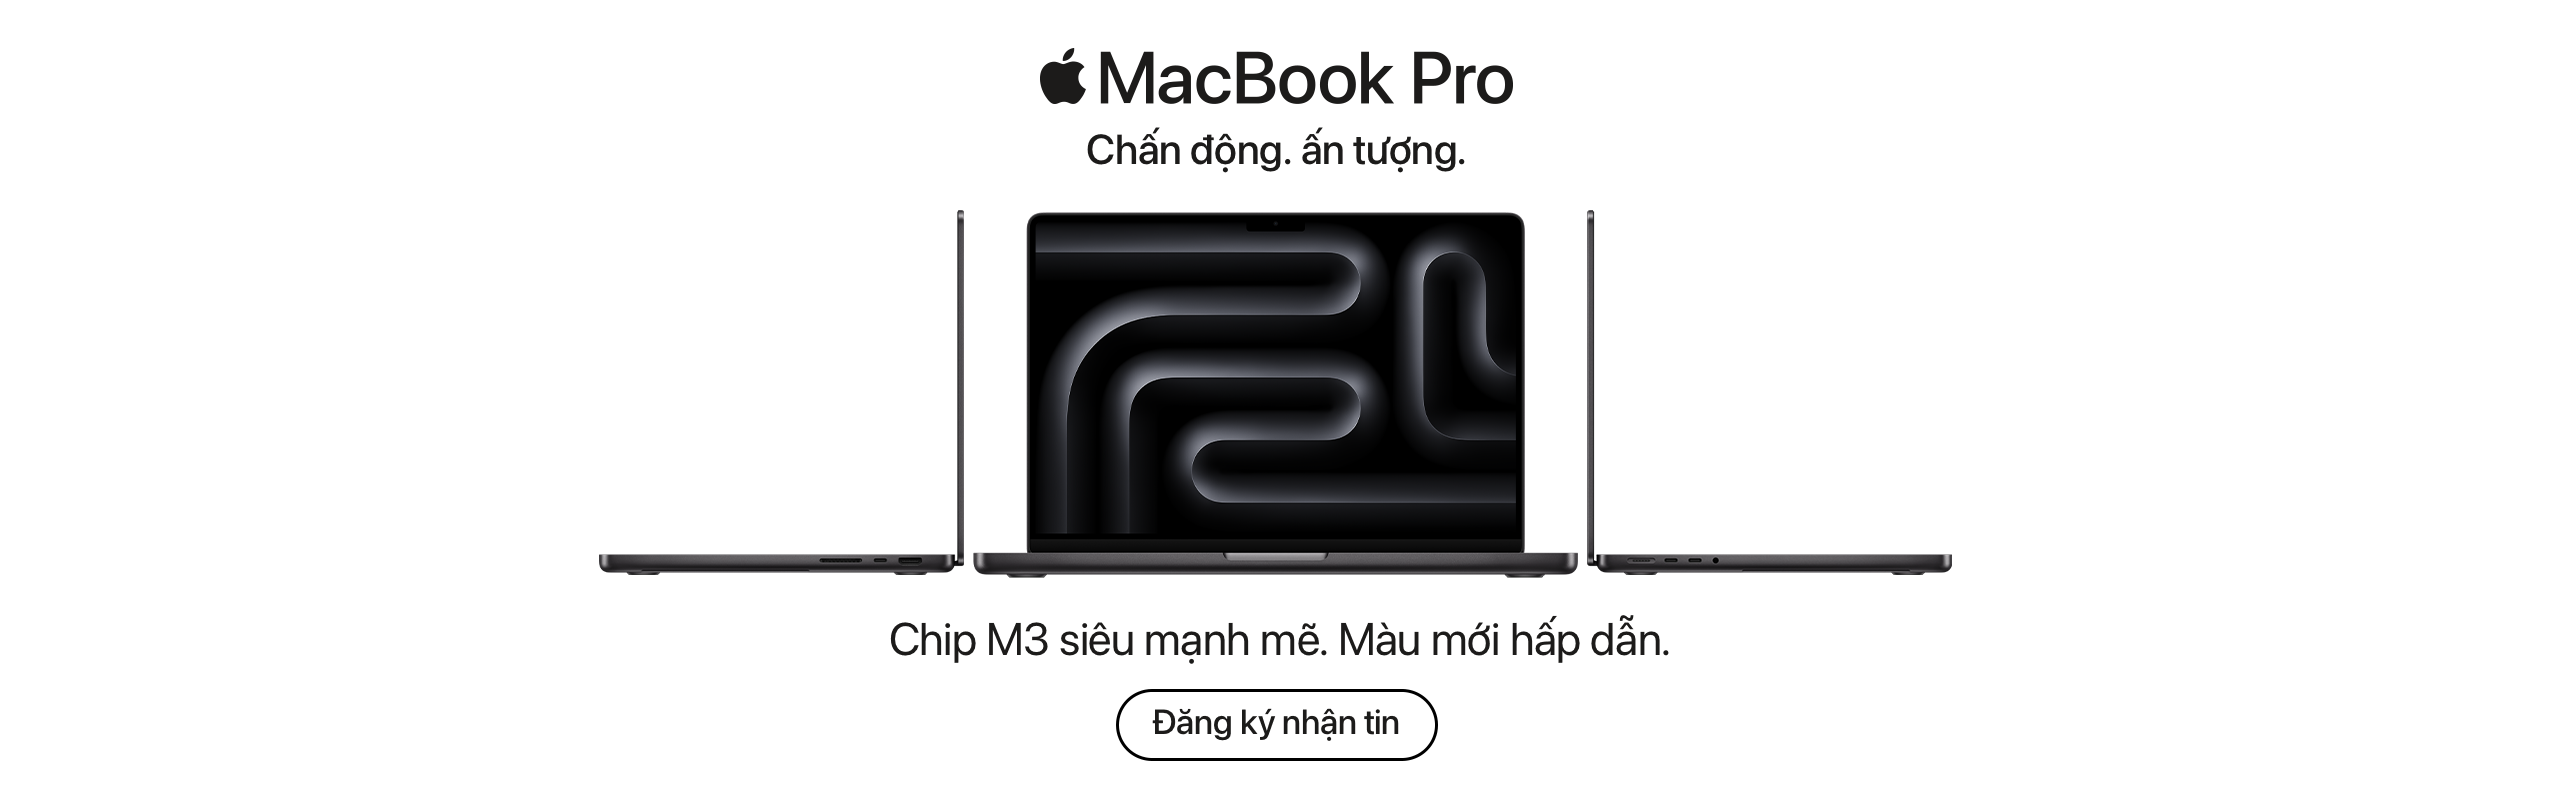 MacBook Pro
Chấn động. ấn tượng.
Chip M3 siêu mạnh mẽ. Màu mới hấp dẫn.
Đăng ký nhận tin